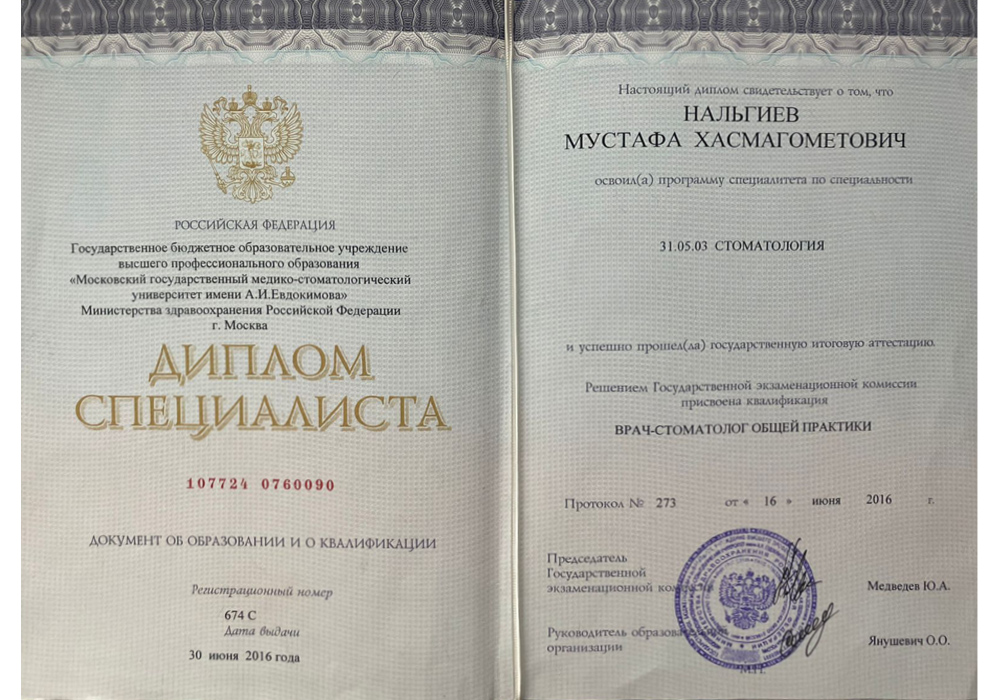 РОССИЙСКАЯ ФЕДЕРАЦИЯ
Государственное бюджетное образовательное учреждение
высшего профессионального образования
«Московский государственный медико-стоматологический
университет имени А.И.Евдокимова»
Министерства здравоохранения Российской Федерации
г. Москва
ДИПЛОМ
СПЕЦИАЛИСТА
107724 0760090
ДОКУМЕНТ ОБ ОБРАЗОВАНИИ И О КВАЛИФИКАЦИИ
Регистрационный номер
674 С
Дата выдачи
30 июня 2016 года
Настоящий диплом свидетельствует о том, что
НАЛЬГИЕВ
МУСТАФА ХАСМАГОМЕТОВИЧ
освоил(а) программу специалитета по специальности
31.05.03 СТОМАТОЛОГИЯ
и успешно прошел(ла) государственную итоговую аттестацию.
Решением Государственной экзаменационной комиссии
присвоена квалификация
ВРАЧ-СТОМАТОЛОГ ОБЩЕЙ ПРАКТИКИ
Протокол № 273 от « 16 » июня 2016 г.
Председатель
Государственной
экзаменационной комиссии
Медведев Ю.А.
Руководитель
организации
Янушевич О.О.
М.П.